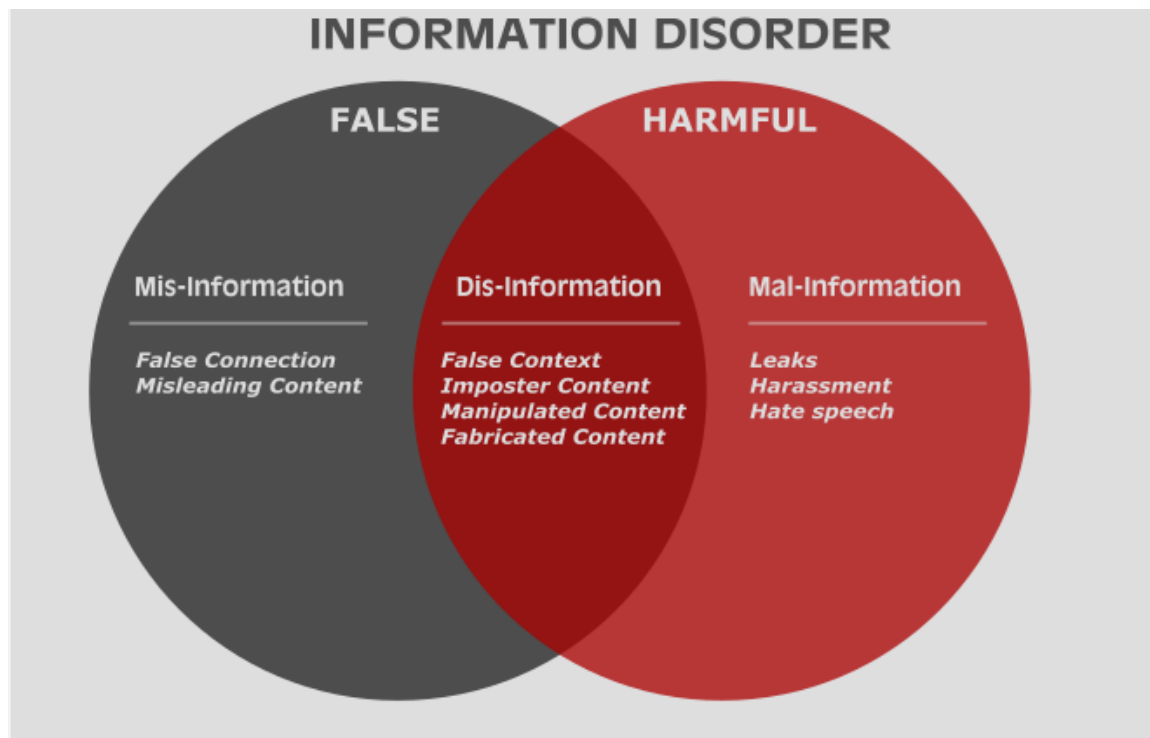 INFORMATION DISORDER
FALSE
HARMFUL
Mis-Information
False Connection
Misleading Content
Dis-Information
False Context
Imposter Content
Manipulated Content
Fabricated Content
Mal-Information
Leaks
Harassment
Hate speech